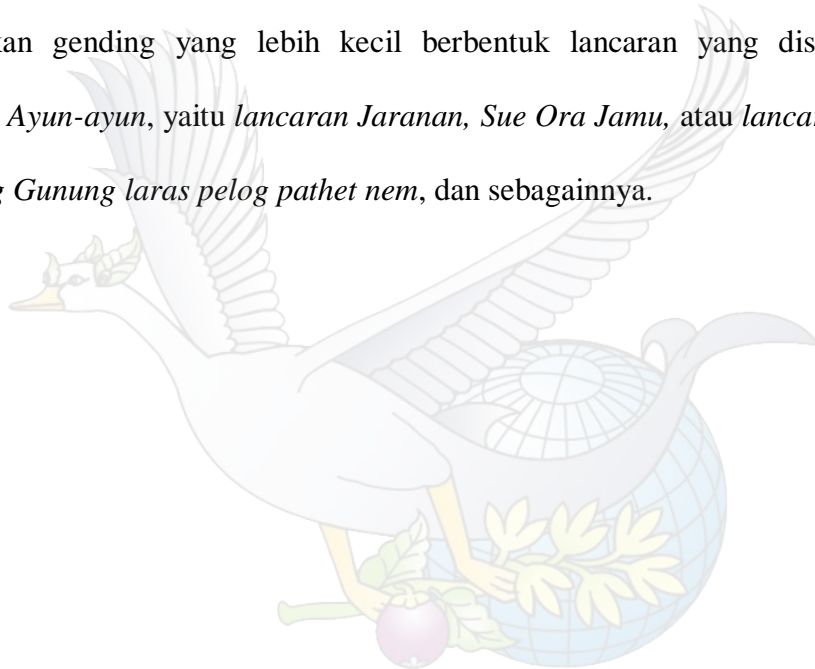 gending yang lebih kecil berbentuk lancaran yang
Ayun-ayun, yaitu lancaran Jaranan, Sue Ora Jamu, atau
Gunung laras pelog pathet nem, dan sebagainnya.